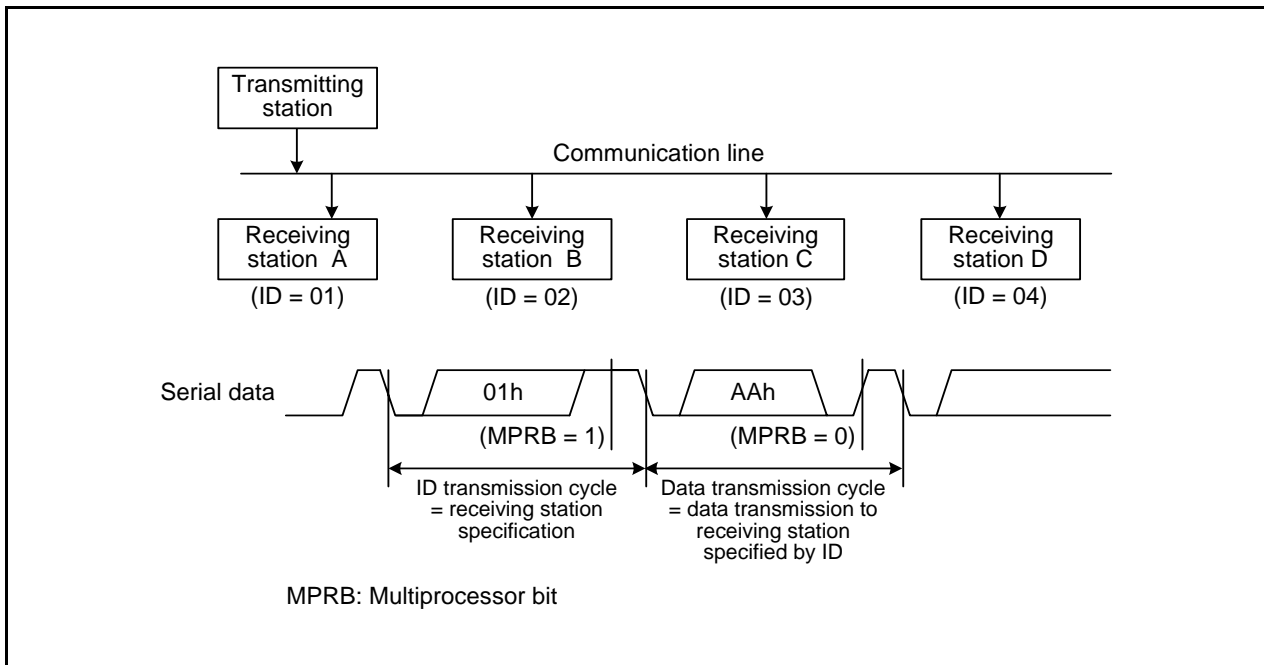 Transmitting
station
Communication line
Receiving
station A
(ID = 01)
Receiving
station B
(ID = 02)
Receiving
station C
(ID = 03)
Receiving
station D
(ID = 04)
Serial data
01h
(MPRB = 1)
AAh
(MPRB = 0)
ID transmission cycle
= receiving station
specification
Data transmission cycle
= data transmission to
receiving station
specified by ID
MPRB: Multiprocessor bit